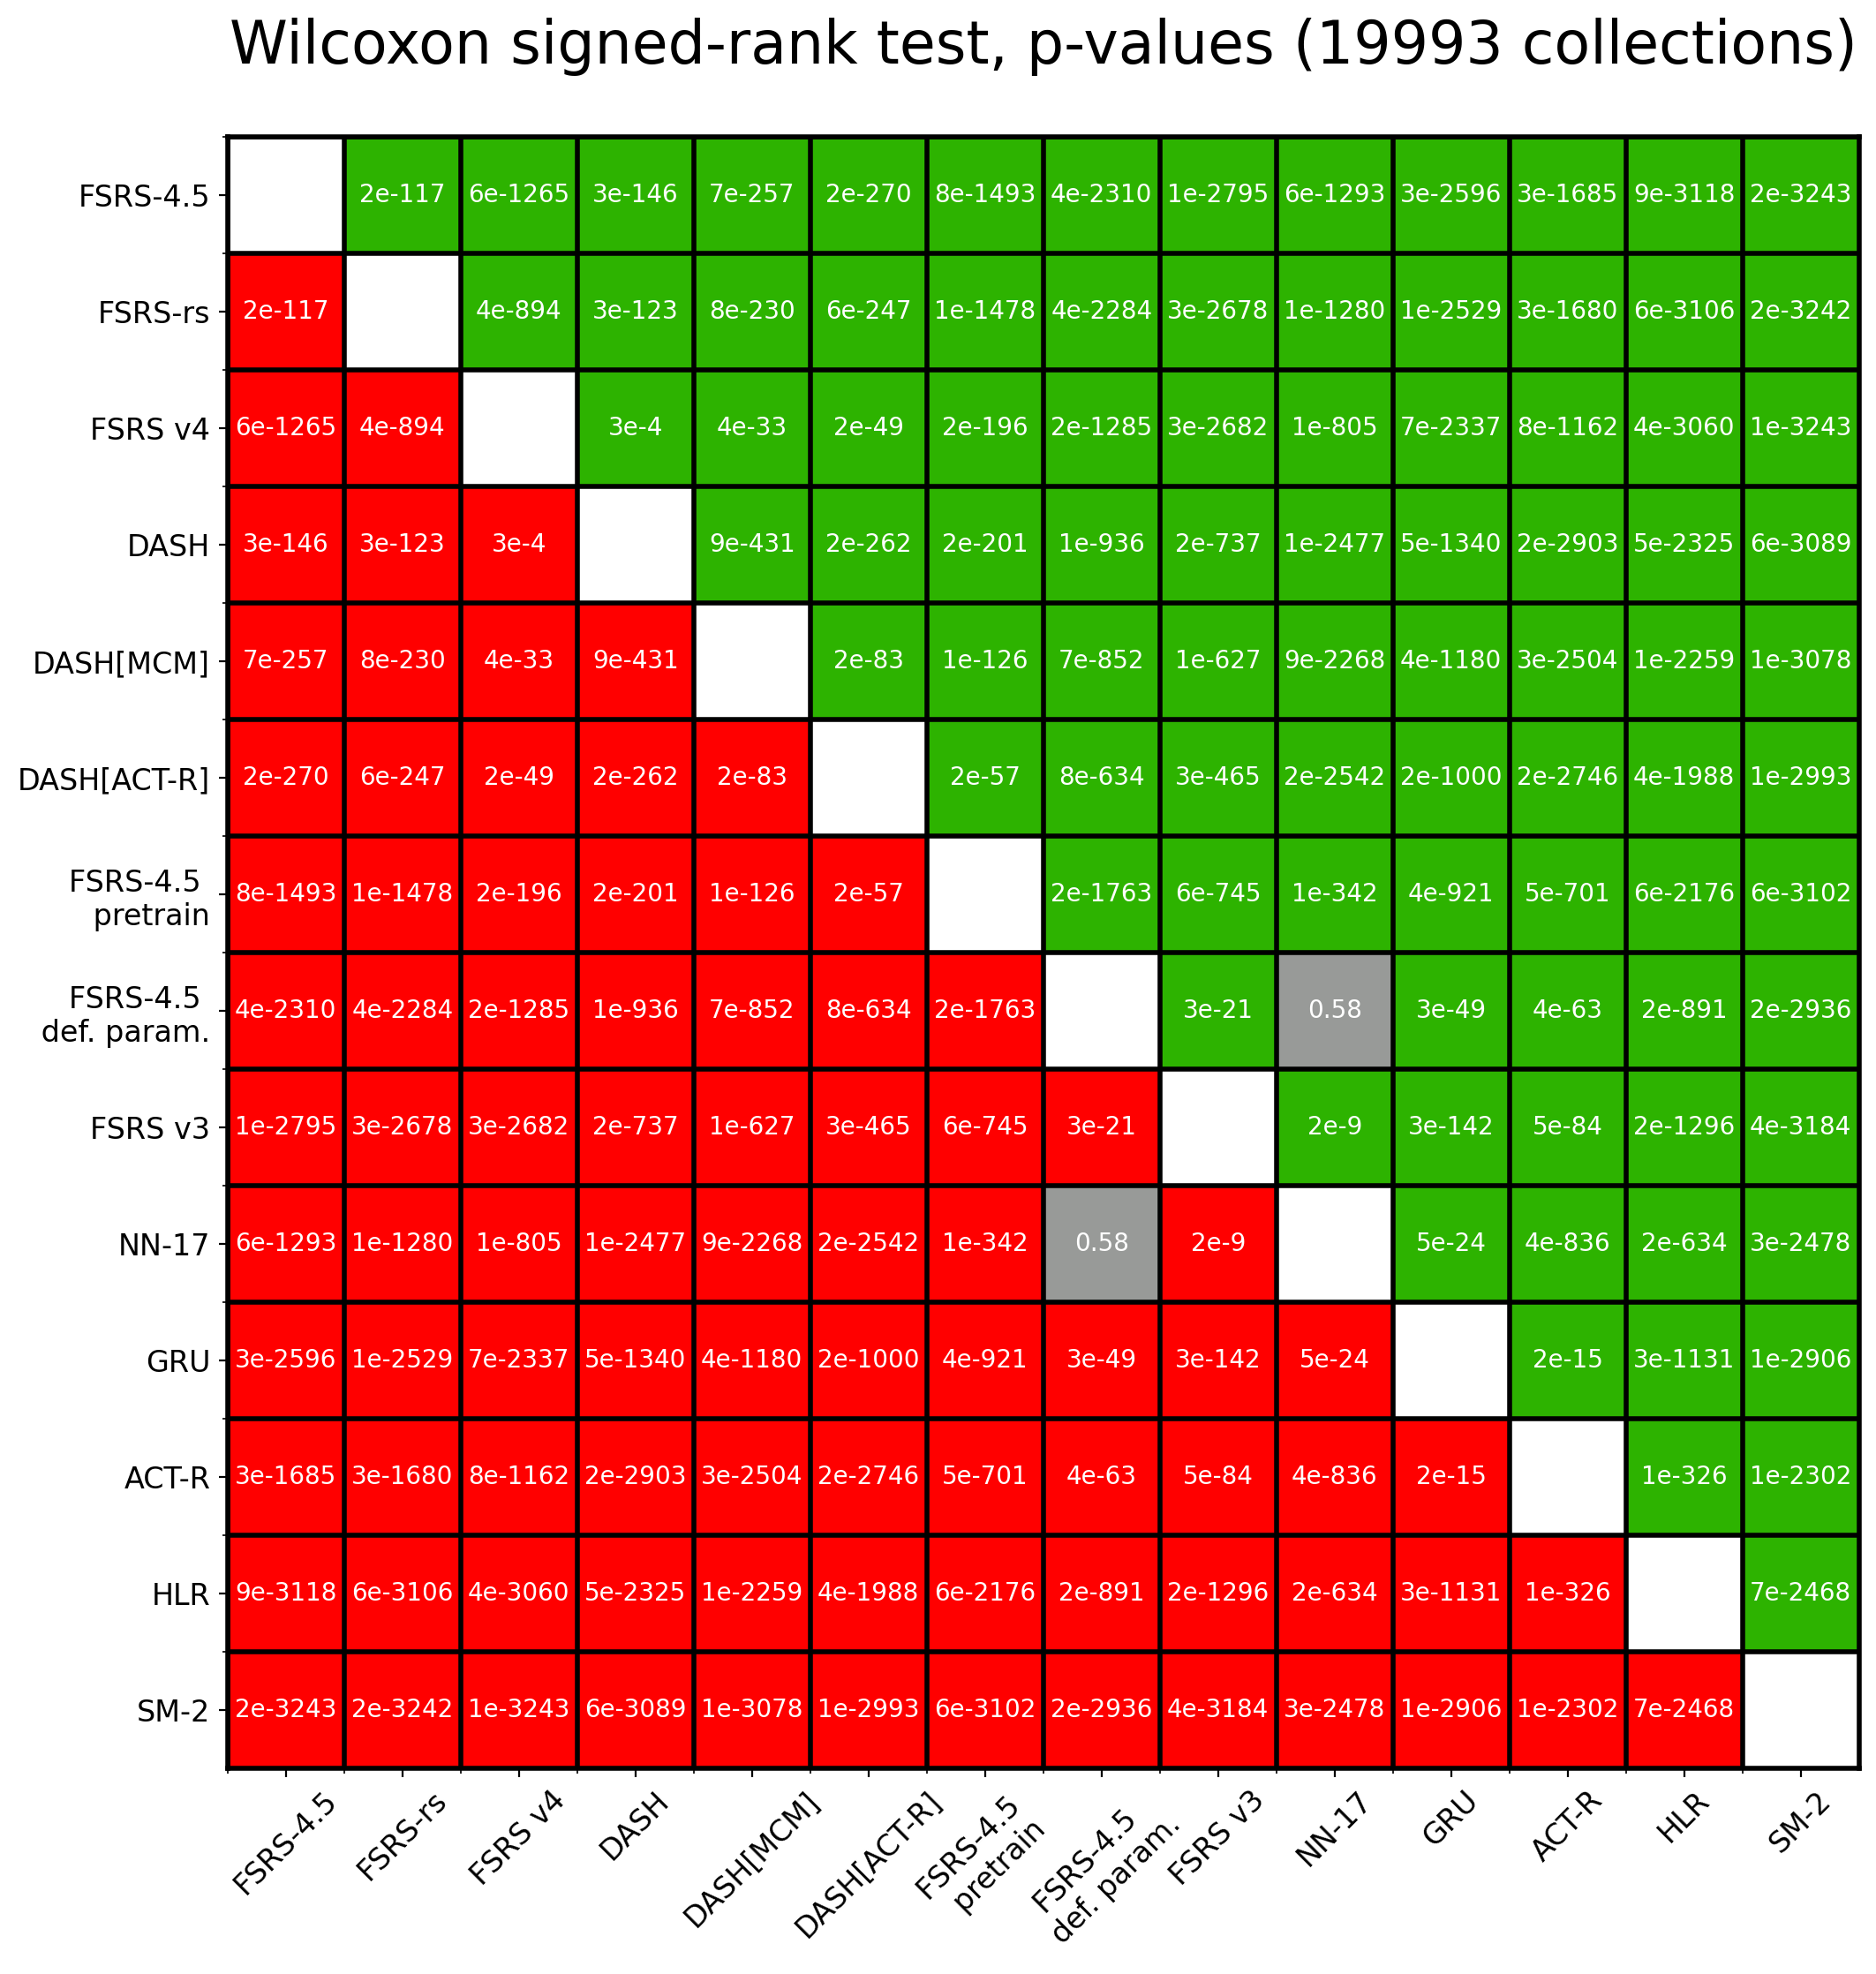 Wilcoxon signed-rank test, p-values (19993 collections)
FSRS-4.5 2e-117 6e-1265 3e-146 7e-257 2e-270 8e-1493 4e-2310 1e-2795 6e-1293 3e-2596 3e-1685 9e-3118 2e-3243
FSRS-rs 2e-117 4e-894 3e-123 8e-230 6e-247 1e-1478 4e-2284 3e-2678 1e-1280 1e-2529 3e-1680 6e-3106 2e-3242
FSRS v4 6e-1265 4e-894 3e-4 4e-33 2e-49 2e-196 2e-1285 3e-2682 1e-805 7e-2337 8e-1162 4e-3060 1e-3243
DASH 3e-146 3e-123 3e-4 9e-431 2e-262 2e-201 1e-936 2e-737 1e-2477 5e-1340 2e-2903 5e-2325 6e-3089
DASH[MCM] 7e-257 8e-230 4e-33 9e-431 2e-83 1e-126 7e-852 1e-627 9e-2268 4e-1180 3e-2504 1e-2259 1e-3078
DASH[ACT-R] 2e-270 6e-247 2e-49 2e-262 2e-83 2e-57 8e-634 3e-465 2e-2542 2e-1000 2e-2746 4e-1988 1e-2993
FSRS-4.5
pretrain 8e-1493 1e-1478 2e-196 2e-201 1e-126 2e-57 2e-1763 6e-745 1e-342 4e-921 5e-701 6e-2176 6e-3102
FSRS-4.5
def. param. 4e-2310 4e-2284 2e-1285 1e-936 7e-852 8e-634 2e-1763 3e-21 0.58 3e-49 4e-63 2e-891 2e-2936
FSRS v3 1e-2795 3e-2678 3e-2682 2e-737 1e-627 3e-465 6e-745 3e-21 2e-9 3e-142 5e-84 2e-1296 4e-3184
NN-17 6e-1293 1e-1280 1e-805 1e-2477 9e-2268 2e-2542 1e-342 0.58 2e-9 5e-24 4e-836 2e-634 3e-2478
GRU 3e-2596 1e-2529 7e-2337 5e-1340 4e-1180 2e-1000 4e-921 3e-49 3e-142 5e-24 2e-15 3e-1131 1e-2906
ACT-R 3e-1685 3e-1680 8e-1162 2e-2903 3e-2504 2e-2746 5e-701 4e-63 5e-84 4e-836 2e-15 1e-326 1e-2302
HLR 9e-3118 6e-3106 4e-3060 5e-2325 1e-2259 4e-1988 6e-2176 2e-891 2e-1296 2e-634 3e-1131 1e-326 7e-2468
SM-2 2e-3243 2e-3242 1e-3243 6e-3089 1e-3078 1e-2993 6e-3102 2e-2936 4e-3184 3e-2478 1e-2906 1e-2302 7e-2468
FSRS-4.5
FSRS-rs
FSRS v4
DASH
DASH[MCM]
DASH[ACT-R]
FSRS-4.5
pretrain
FSRS-4.5
def. param.
FSRS v3
NN-17
GRU
ACT-R
HLR
SM-2